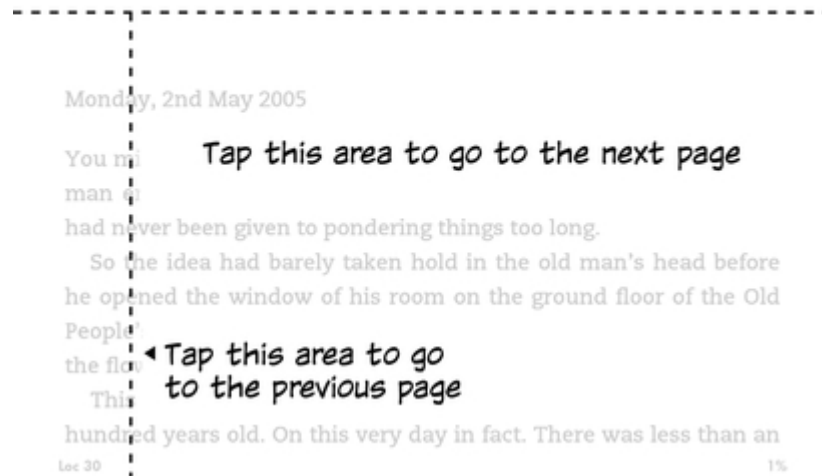 Monday, 2nd May 2005
You mi
Tap this area to go to the next page
man
had never been given to pondering things too long.
So the idea had barely taken hold in the old man's head before
he opened the window of his room on the ground floor of the Old
People'
Tap this area to go
the flow
to the previous page
This
hundred years old. On this very day in fact. There was less than an
Loc 30
1%